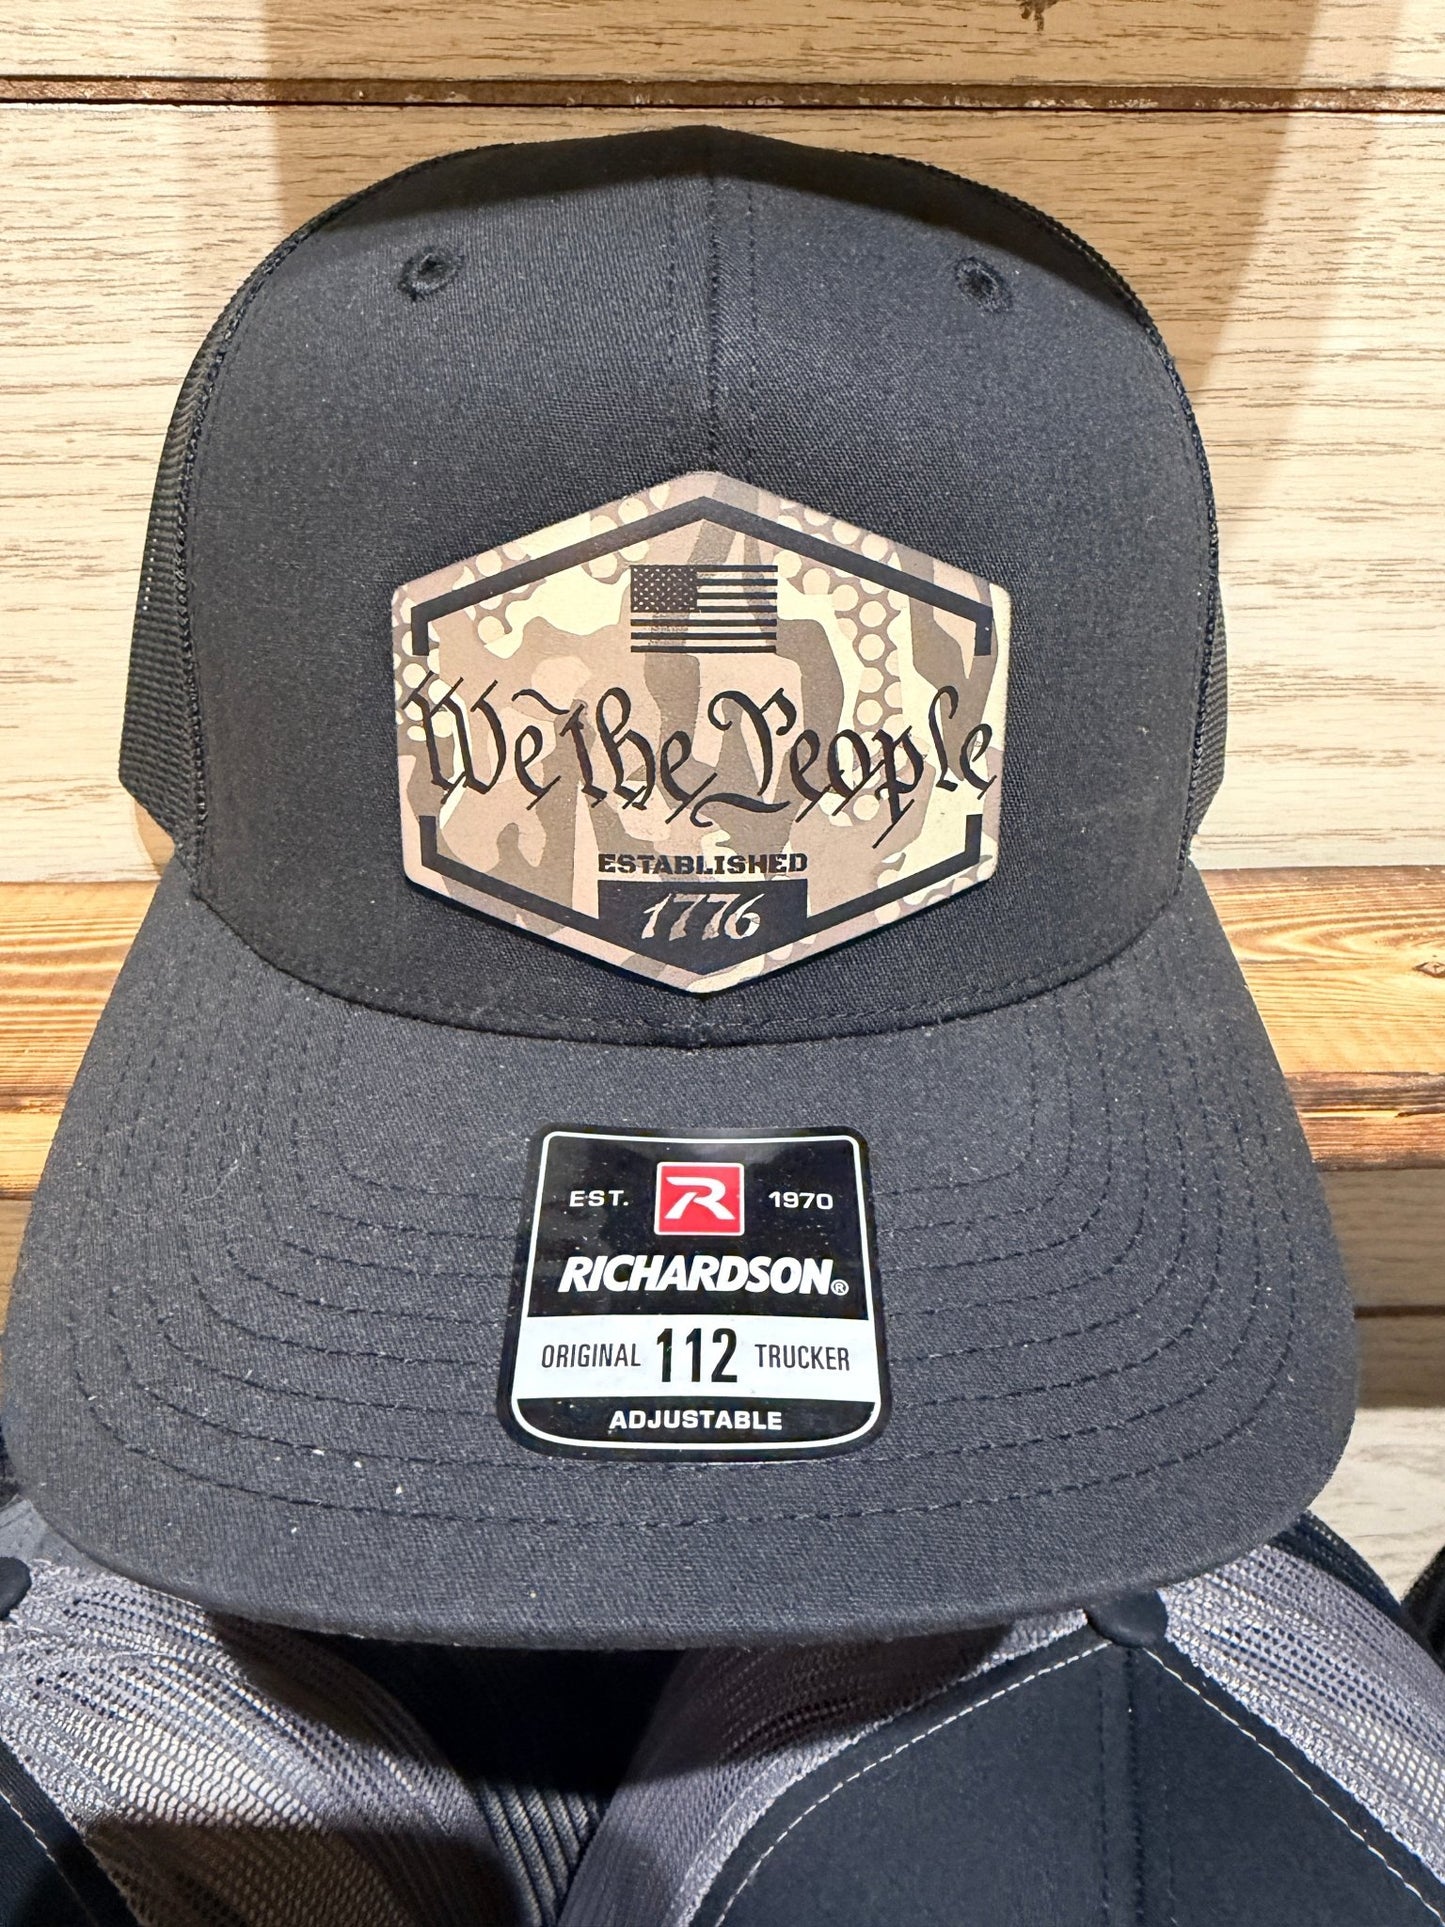 We the People
ESTABLISHED
1776
EST. R 1970
RICHARDSON®
ORIGINAL 112 TRUCKER
ADJUSTABLE